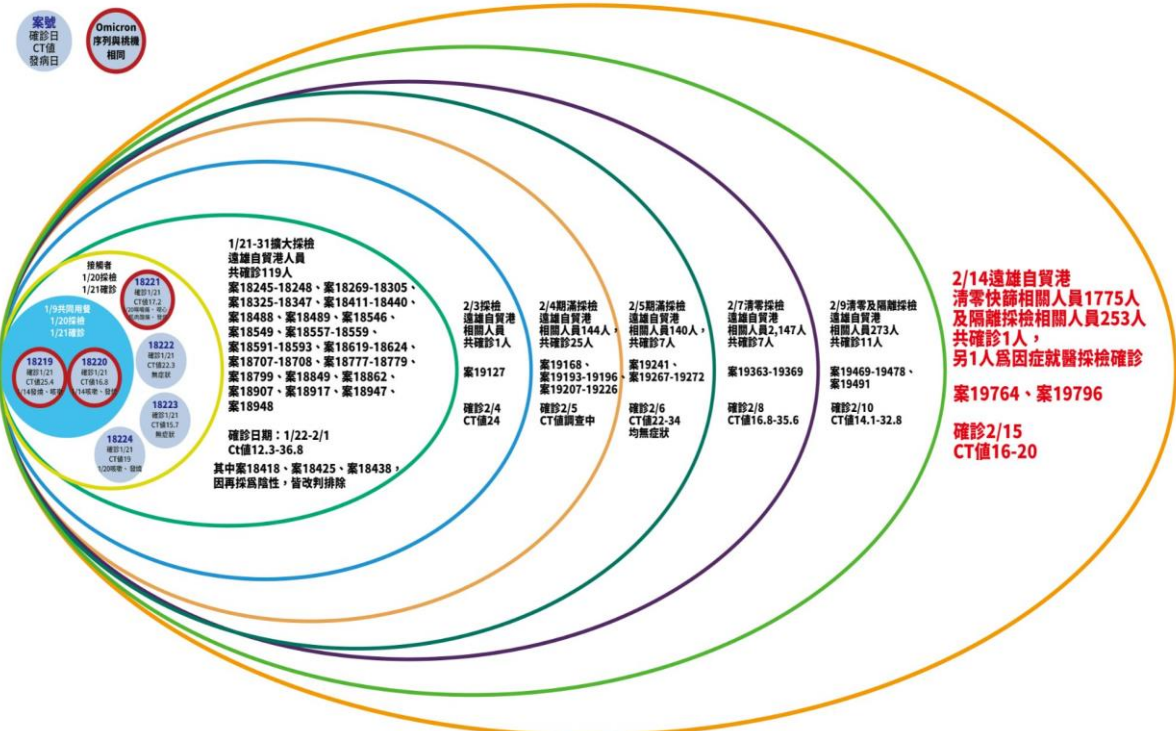 案號
確診日
CT值
發病日
Omicron
序列與桃機
相同
接觸者
1/20採檢
1/21確診
1/9共同用餐
1/20採檢
1/21確診
18219
確診1/21
CT值25.4
1/14發燒、咳嗽
18220
確診1/21
CT值16.8
1/14咳嗽、發燒
18221
確診1/21
CT值17.2
18222
確診1/21
CT值22.3
無症狀
18223
確診1/21
CT值15.7
無症狀
18224
確診1/21
CT值19
1/20咳嗽、發燒
1/21-31擴大採檢
遠雄自貿港人員
共確診119人
案18245-18248、案18269-18305、
案18325-18347、案18411-18440、
案18488、案18489、案18546、
案18549、案18557-18559、
案18591-18593、案18619-18624、
案18707-18708、案18777-18779、
案18799、案18849、案18862、
案18907、案18917、案18947、
案18948
確診日期：1/22-2/1
Ct值12.3-36.8
其中案18418、案18425、案18438，
因再採爲陰性，皆改判排除
2/3採檢
遠雄自貿港
相關人員
共確診1人
案19127
確診2/4
CT值24
2/4期滿採檢
遠雄自貿港
相關人員144人，
共確診25人
案19168、
案19193-19196、
案19207-19226
確診2/5
CT值調查中
2/5期滿採檢
遠雄自貿港
相關人員140人，
共確診7人
案19241、
案19267-19272
確診2/6
CT值22-34
均無症狀
2/7清零採檢
遠雄自貿港
相關人員2,147人
共確診7人
案19363-19369
確診2/8
CT值16.8-35.6
2/9清零及隔離採檢
遠雄自貿港
相關人員273人
共確診11人
案19469-19478、
案19491
確診2/10
CT值14.1-32.8
2/14遠雄自貿港
清零快篩相關人員1775人
及隔離採檢相關人員253人
共確診1人，
另1人爲因症就醫採檢確診
案19764、案19796
確診2/15
CT值16-20